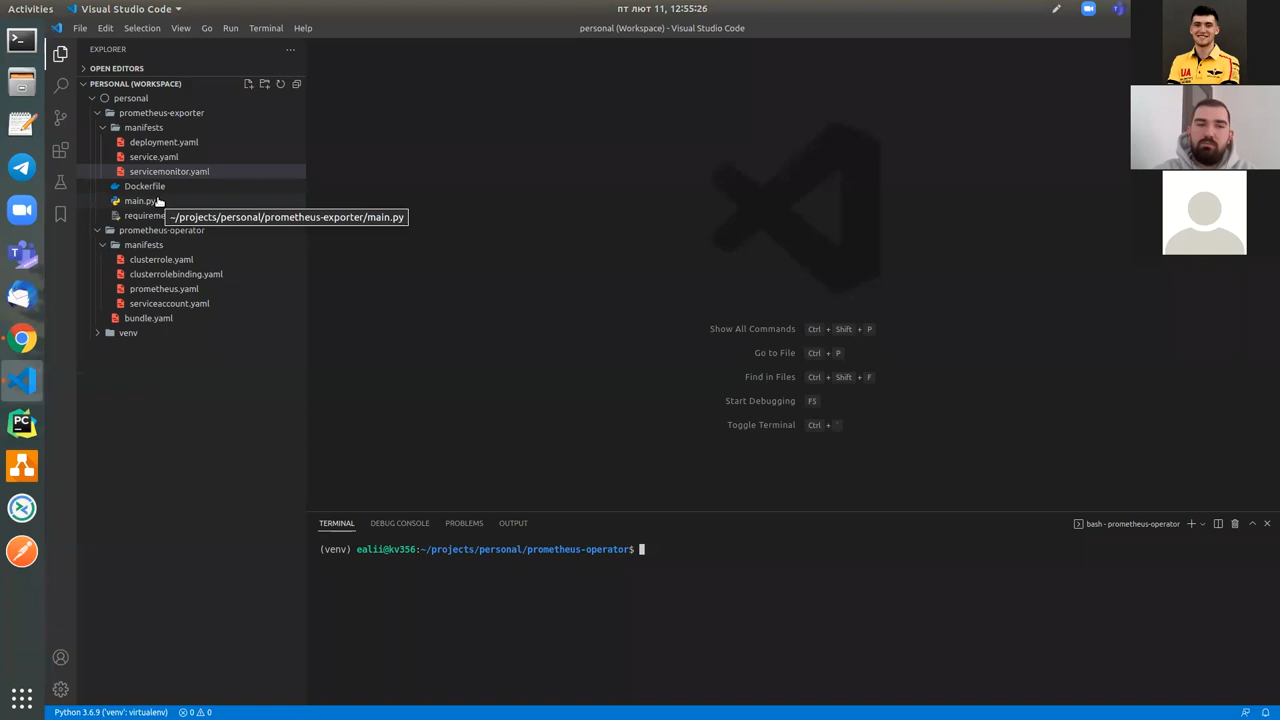 Activities
Visual Studio Code
пт лют 11, 12:55:26
File Edit Selection View Go Run Terminal Help
personal (Workspace) - Visual Studio Code
EXPLORER
OPEN EDITORS
PERSONAL (WORKSPACE)
personal
prometheus-exporter
manifests
deployment.yaml
service.yaml
servicemonitor.yaml
Dockerfile
main.py
requireme
~/projects/personal/prometheus-exporter/main.py
prometheus-operator
manifests
clusterrole.yaml
clusterrolebinding.yaml
prometheus.yaml
serviceaccount.yaml
bundle.yaml
venv
Show All Commands Ctrl + Shift + P
Go to File Ctrl + P
Find in Files Ctrl + Shift + F
Start Debugging F5
Toggle Terminal Ctrl + `
TERMINAL DEBUG CONSOLE PROBLEMS OUTPUT
bash - prometheus-operator
(venv) ealii@kv356:~/projects/personal/prometheus-operator$
PC
UA
Python 3.6.9 ('venv': virtualenv) 0 0